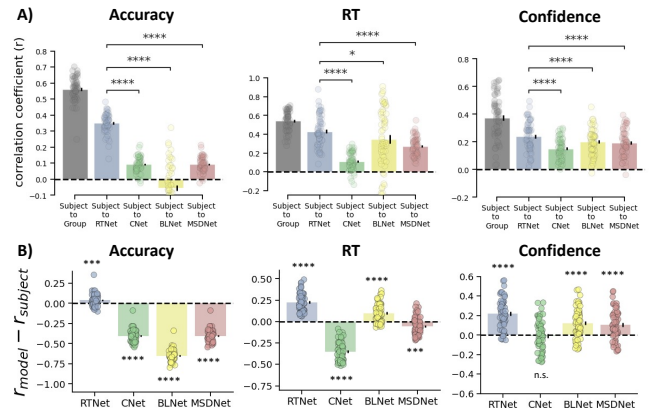 A)
Accuracy
RT
Confidence
correlation coefficient (r)
0.8
0.7
0.6
0.5
0.4
0.3
0.2
0.1
0.0
−0.1
****
****
****
Subject to Group
Subject to RTNet
Subject to CNet
Subject to BLNet
Subject to MSDNet
1.0
0.8
0.6
0.4
0.2
0.0
−0.2
****
*
****
Subject to Group
Subject to RTNet
Subject to CNet
Subject to BLNet
Subject to MSDNet
0.8
0.6
0.4
0.2
0.0
−0.2
****
****
****
Subject to Group
Subject to RTNet
Subject to CNet
Subject to BLNet
Subject to MSDNet
B)
Accuracy
RT
Confidence
r model − r subject
0.25
0.00
−0.25
−0.50
−0.75
−1.00
***
****
****
****
RTNet CNet BLNet MSDNet
0.50
0.25
0.00
−0.25
−0.50
−0.75
****
****
****
***
RTNet CNet BLNet MSDNet
0.6
0.4
0.2
0.0
−0.2
−0.4
−0.6
****
n.s.
****
****
RTNet CNet BLNet MSDNet